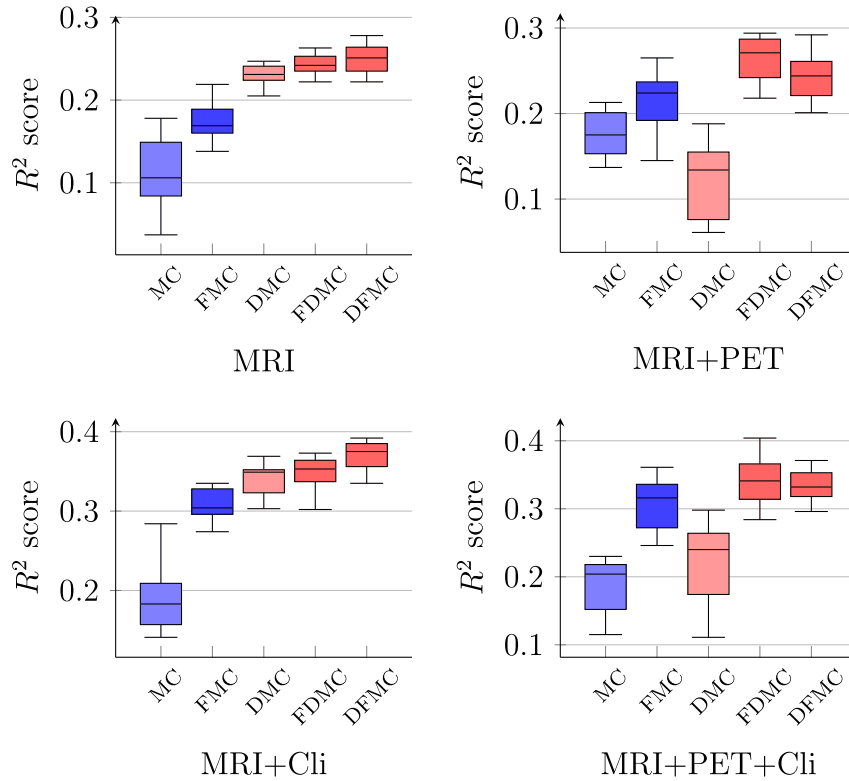 0.3
0.2
0.1
R² score
MC
FMC
DMC
FDMC
DFMC
MRI
0.3
0.2
0.1
R² score
MC
FMC
DMC
FDMC
DFMC
MRI+PET
0.4
0.3
0.2
R² score
MC
FMC
DMC
FDMC
DFMC
MRI+Cli
0.4
0.3
0.2
0.1
R² score
MC
FMC
DMC
FDMC
DFMC
MRI+PET+Cli